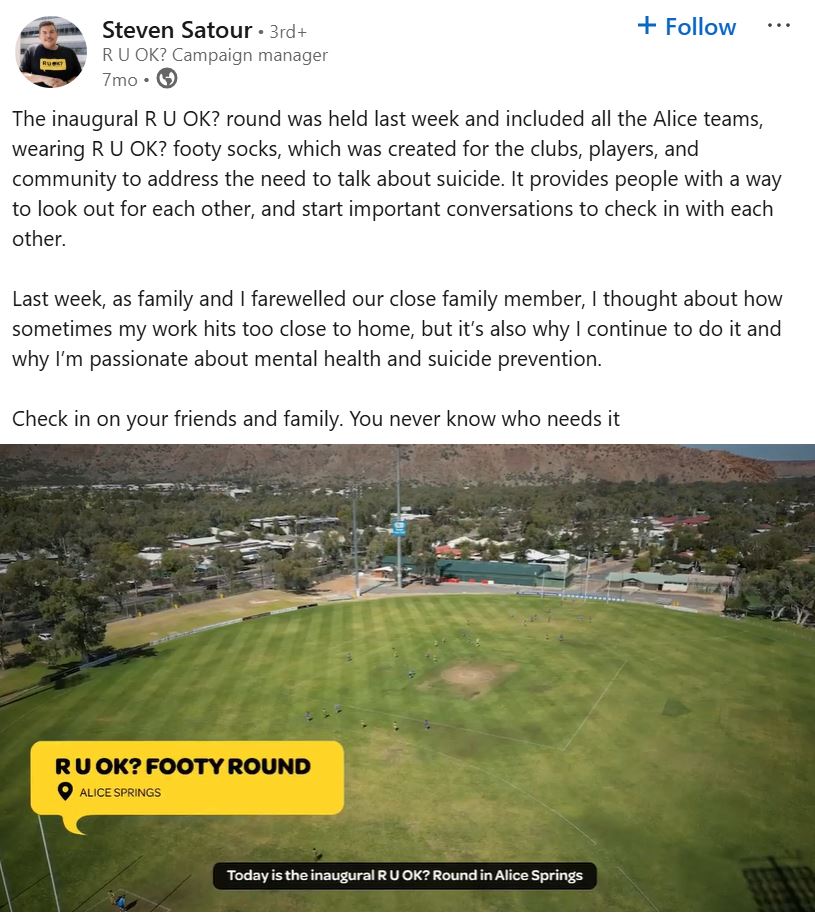 Steven Satour • 3rd+
+ Follow
R U OK? Campaign manager
7mo •
The inaugural R U OK? round was held last week and included all the Alice teams,
wearing R U OK? footy socks, which was created for the clubs, players, and
community to address the need to talk about suicide. It provides people with a way
to look out for each other, and start important conversations to check in with each
other.
Last week, as family and I farewelled our close family member, I thought about how
sometimes my work hits too close to home, but it’s also why I continue to do it and
why I’m passionate about mental health and suicide prevention.
Check in on your friends and family. You never know who needs it
R U OK? FOOTY ROUND
ALICE SPRINGS
Today is the inaugural R U OK? Round in Alice Springs